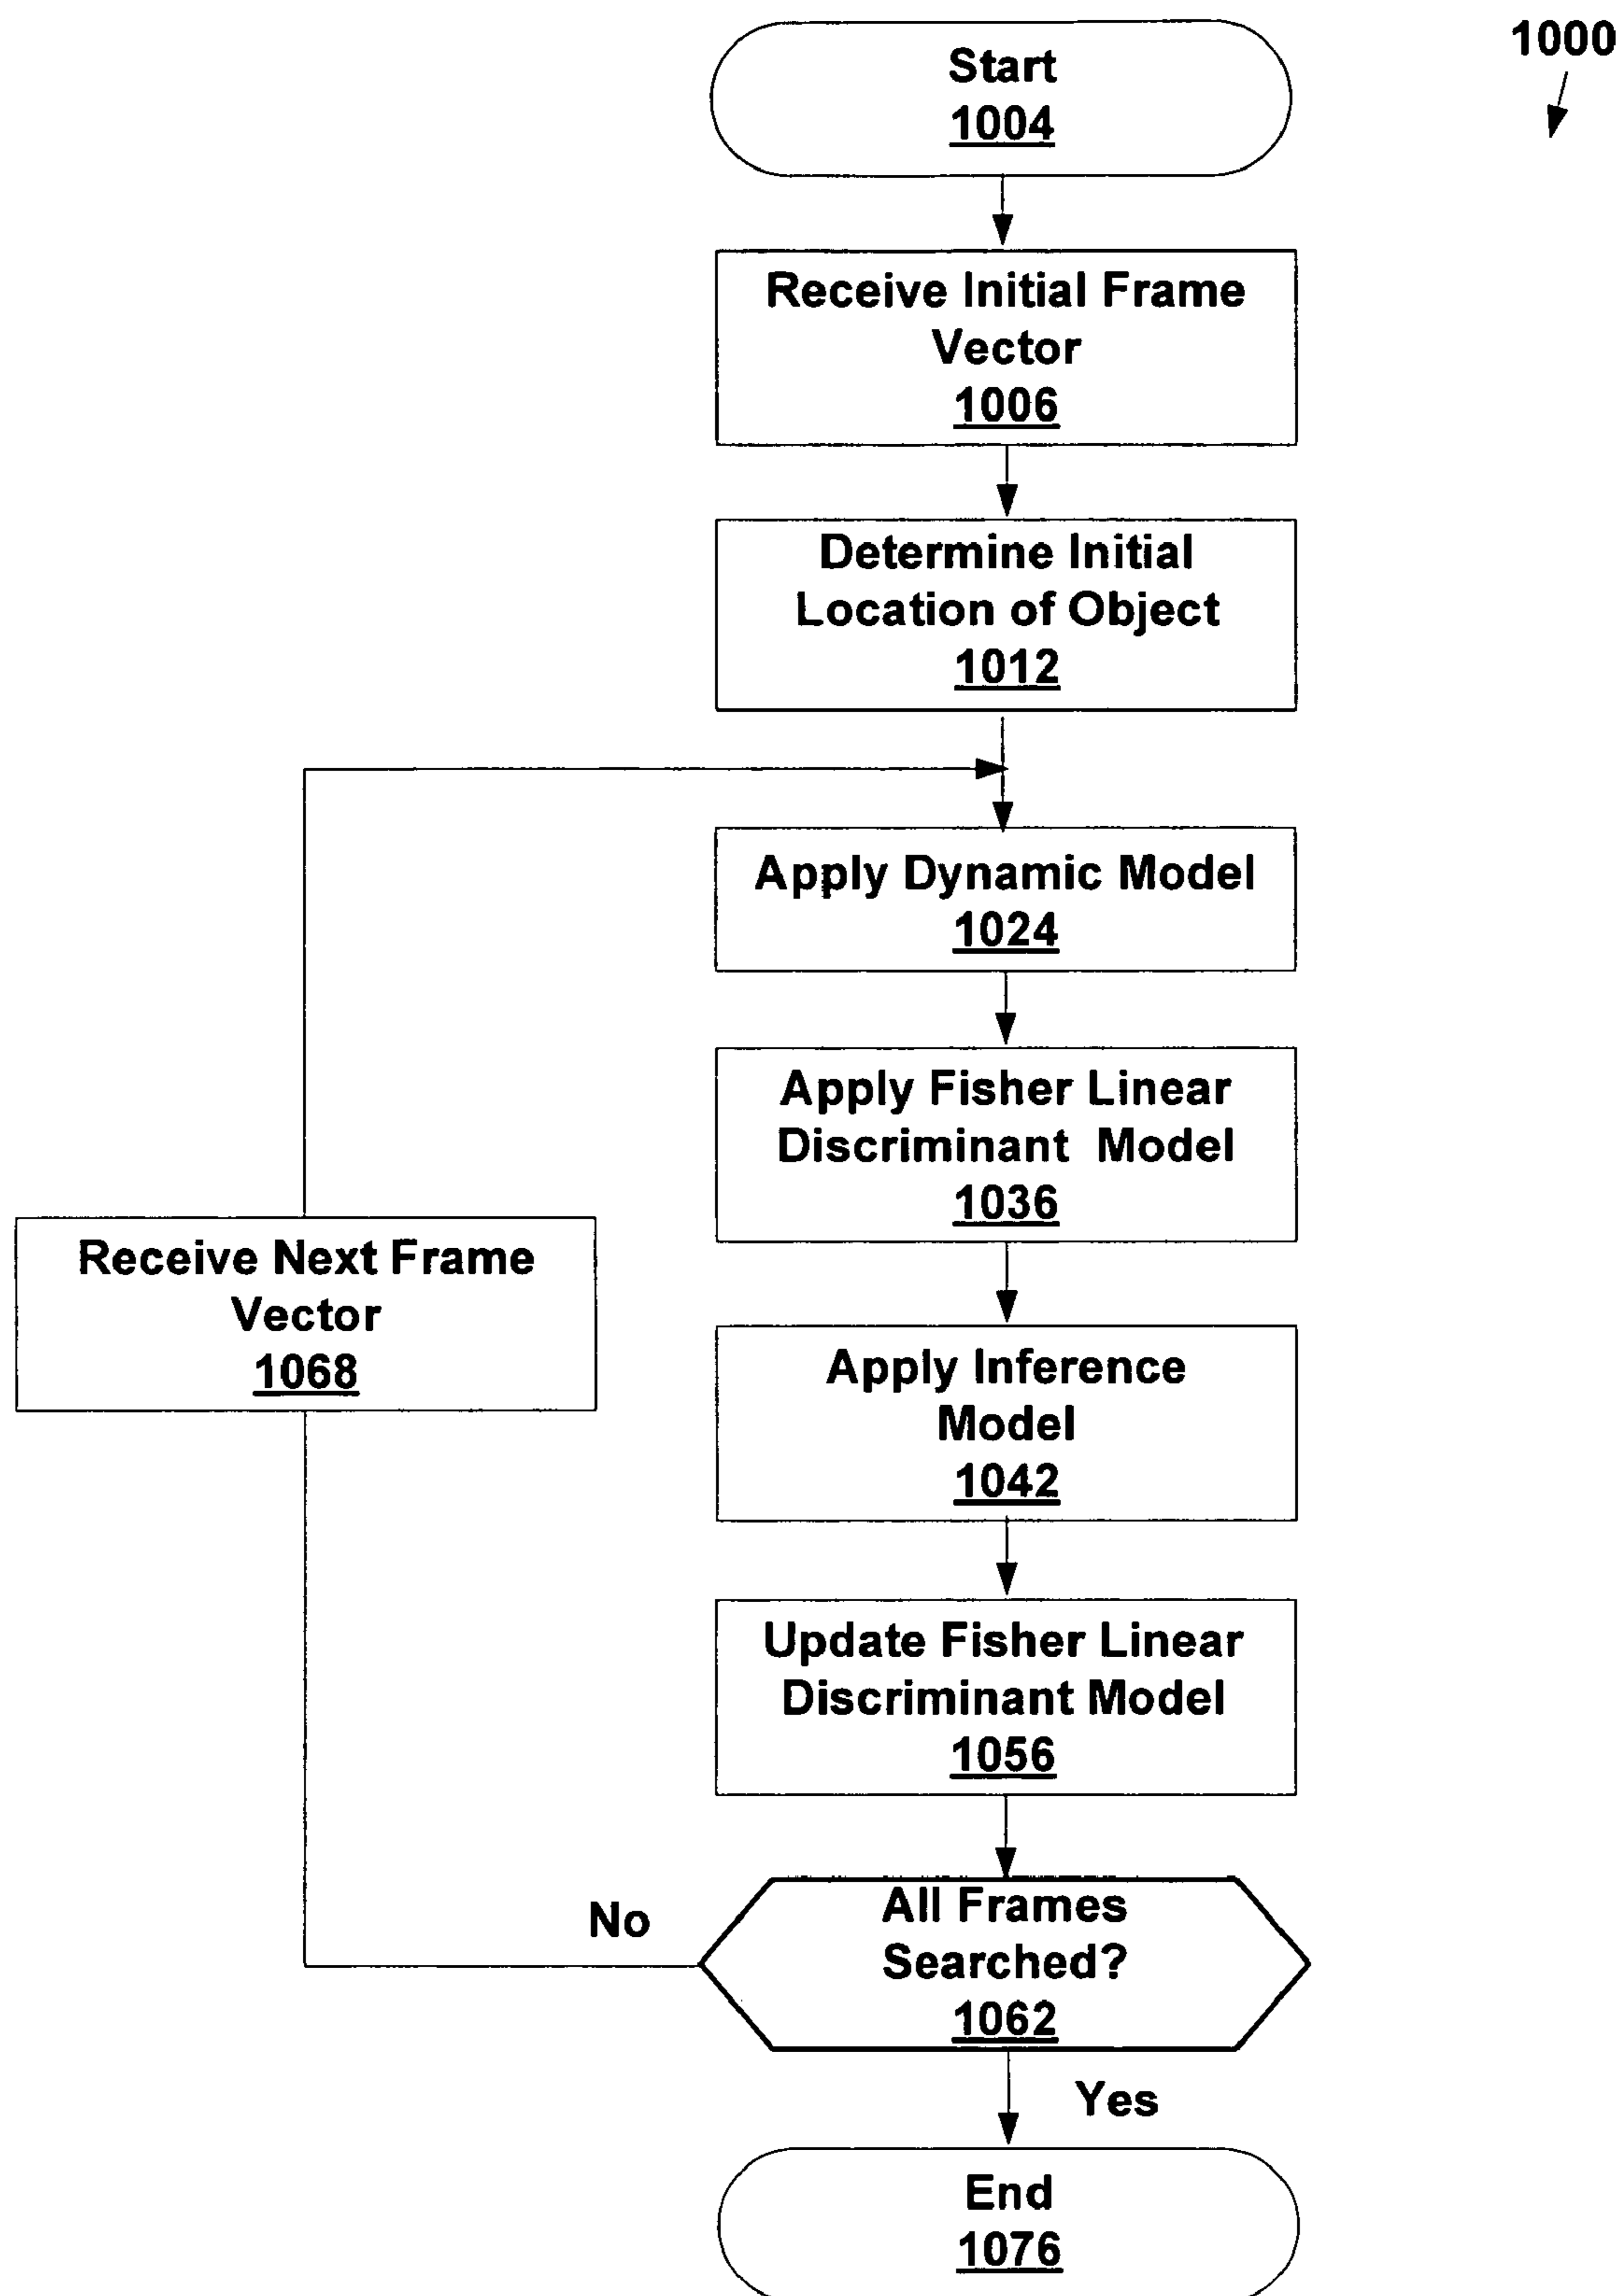 1000
Start
1004
Receive Initial Frame
Vector
1006
Determine Initial
Location of Object
1012
Apply Dynamic Model
1024
Apply Fisher Linear
Discriminant Model
1036
Receive Next Frame
Vector
1068
Apply Inference
Model
1042
Update Fisher Linear
Discriminant Model
1056
No
All Frames
Searched?
1062
Yes
End
1076